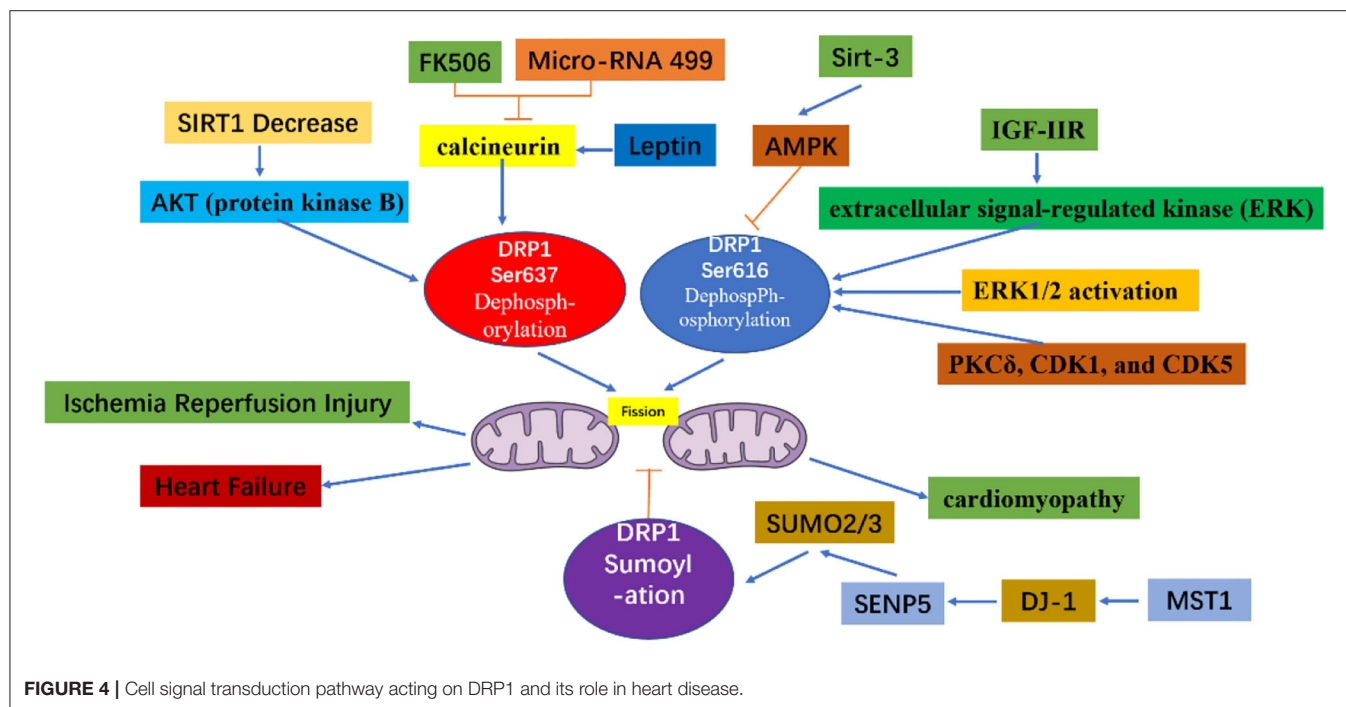 FK506
Micro-RNA 499
Sirt-3
SIRT1 Decrease
calcineurin
Leptin
AMPK
IGF-IIR
AKT (protein kinase B)
extracellular signal-regulated kinase (ERK)
DRP1
Ser637
Dephosph-
orylation
DRP1
Ser616
DephospPh-
osphorylation
ERK1/2 activation
PKCδ, CDK1, and CDK5
Ischemia Reperfusion Injury
Fission
Heart Failure
cardiomyopathy
DRP1
Sumoyl
-ation
SUMO2/3
SENP5
DJ-1
MST1
FIGURE 4 | Cell signal transduction pathway acting on DRP1 and its role in heart disease.